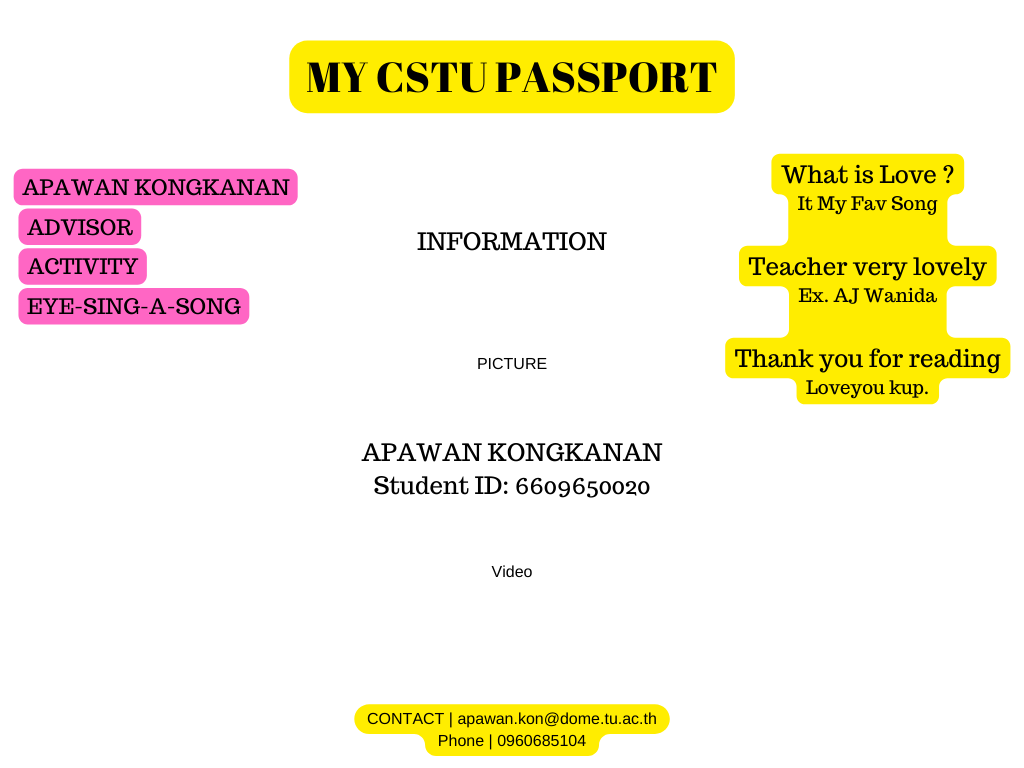 MY CSTU PASSPORT
APAWAN KONGKANAN
ADVISOR
ACTIVITY
EYE-SING-A-SONG
INFORMATION
PICTURE
APAWAN KONGKANAN
Student ID: 6609650020
Video
What is Love ?
It My Fav Song
Teacher very lovely
Ex. AJ Wanida
Thank you for reading
Loveyou kup.
CONTACT | apawan.kon@dome.tu.ac.th
Phone | 0960685104